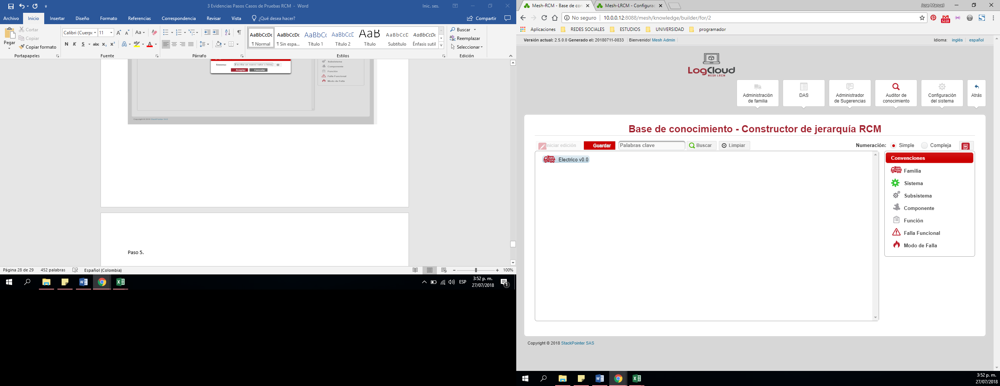 3 Evidencias Pasos Casos de Pruebas RCM - Word
Inic. ses.
Archivo Inicio Insertar Diseño Formato Referencias Correspondencia Revisar Vista ¿Qué desea hacer? Compartir
Pegar
Cortar
Copiar
Copiar formato
Portapapeles
Calibri (Cuerpo 11
Fuente
Párrafo
AaBbCcDc AaBbCcDc AaBbC( AaBbCcC AaB AaBbCcC AaBbCcDc
¶ Normal ¶ Sin espa... Título 1 Título 2 Título Subtítulo Énfasis sutil
Estilos
Buscar
Reemplazar
Seleccionar
Edición
Sistema: Escriba un nuevo valor o búsq
Aceptar Cancelar
Subsistema
Componente
Función
Falla Funcional
Modo de Falla
Copyright © 2018 StackPointer SAS
Paso 5.
Página 28 de 29 452 palabras Español (Colombia) 100%
ESP 3:52 p. m.
27/07/2018
1
Mesh-RCM - Base de con
Mesh-LRCM - Configurac
Jose Manuel
No seguro 10.0.0.12:8088/mesh/knowledge/builder/for/2
5228
Aplicaciones REDES SOCIALES ESTUDIOS UNIVERSIDAD programador
Versión actual: 2.5.0.0 Generado el: 20180711-0833 Bienvenido! Mesh Admin
Idioma: inglés español
LogCloud
MESH LRCM
Administración de familia
DAS
Administrador de Sugerencias
Auditor de conocimiento
Configuración del sistema
Atrás
Base de conocimiento - Constructor de jerarquía RCM
Iniciar edición Guardar Palabras clave Buscar Limpiar Numeración: Simple Compleja
Electrico v0.0
Convenciones
Familia
Sistema
Subsistema
Componente
Función
Falla Funcional
Modo de Falla
Copyright © 2018 StackPointer SAS
3:52 p. m.
27/07/2018